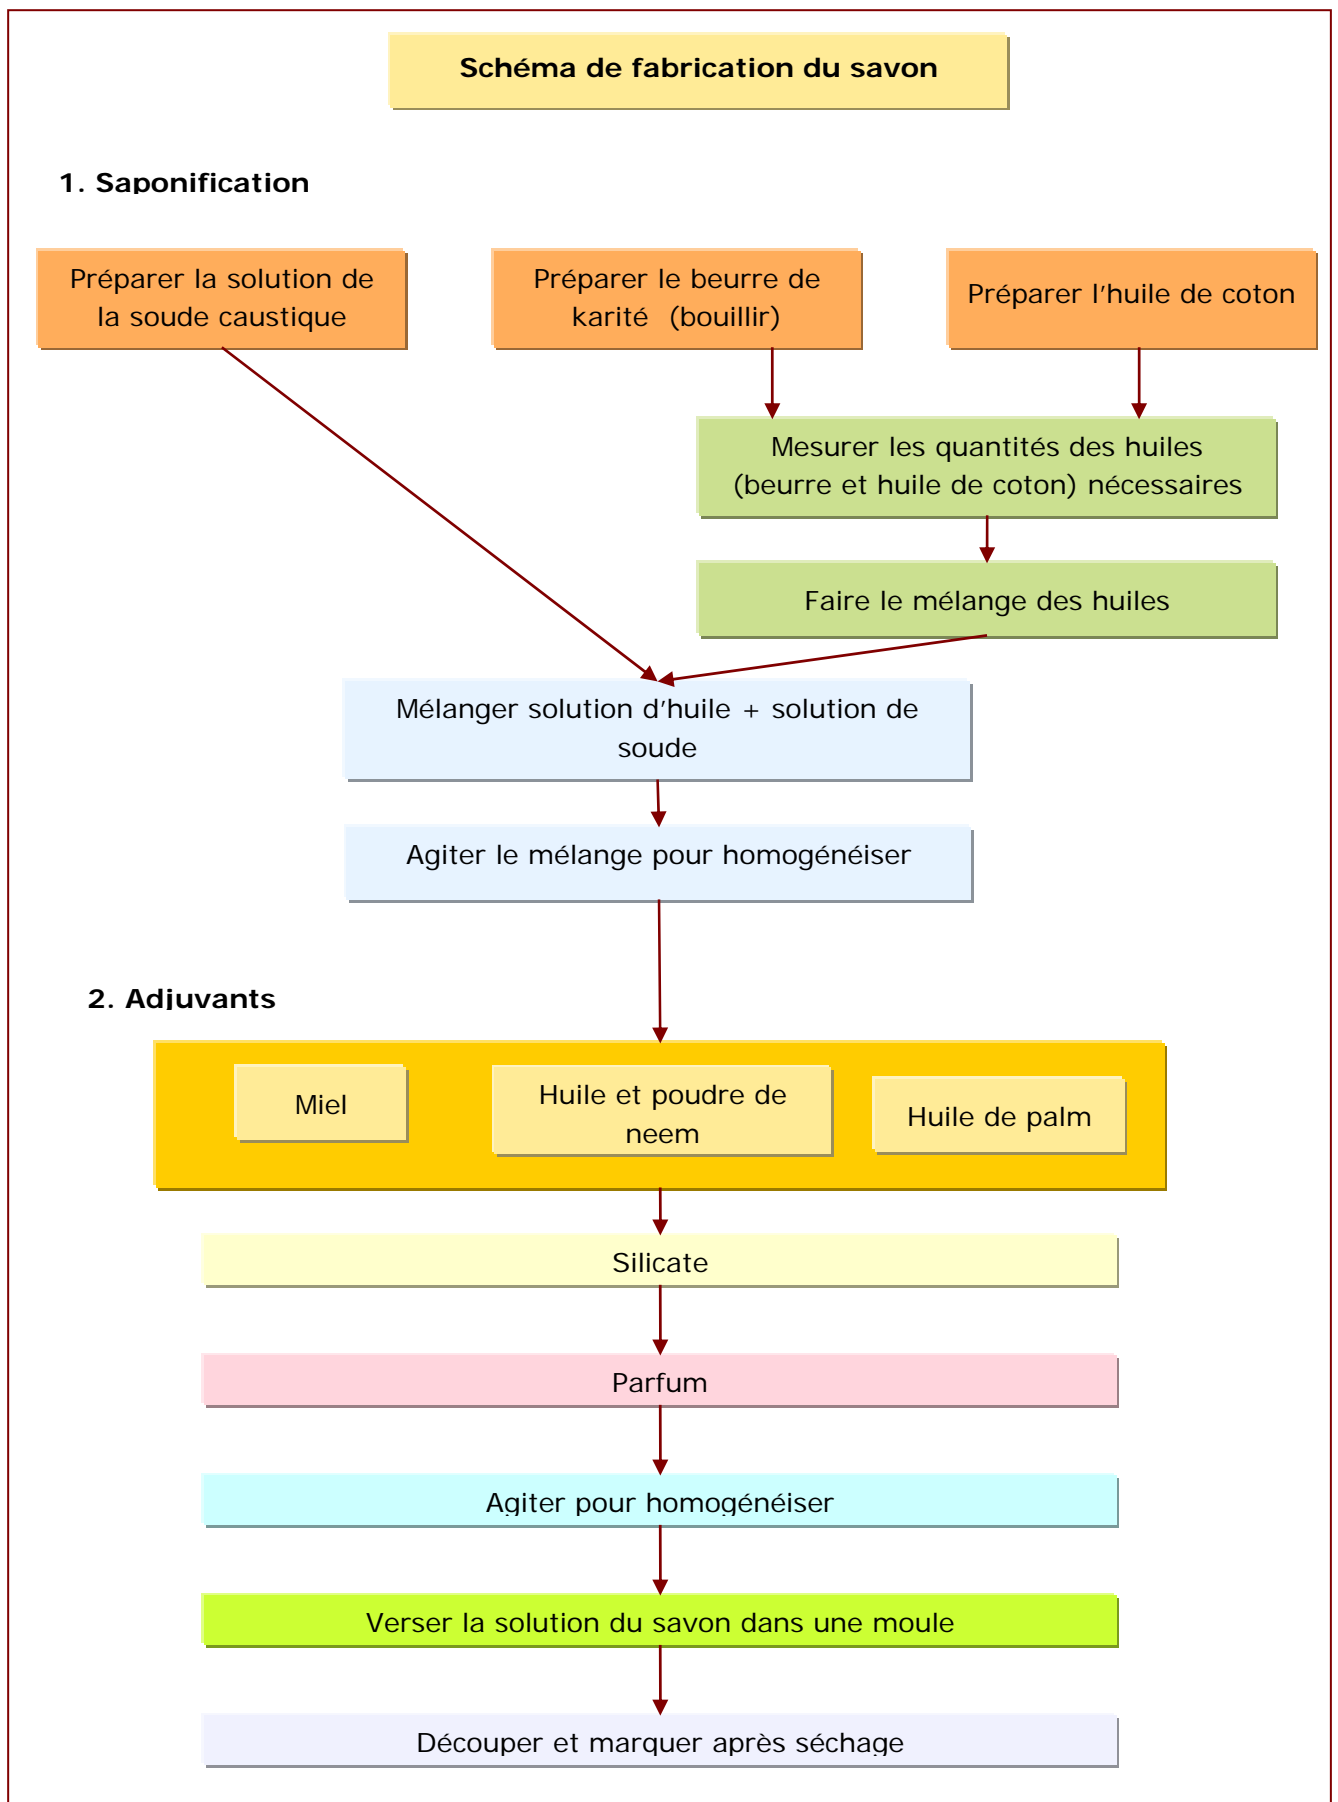 Schéma de fabrication du savon
1. Saponification
Préparer la solution de
la soude caustique
Préparer le beurre de
karité (bouillir)
Préparer l'huile de coton
Mesurer les quantités des huiles
(beurre et huile de coton) nécessaires
Faire le mélange des huiles
Mélanger solution d'huile + solution de
soude
Agiter le mélange pour homogénéiser
2. Adjuvants
Miel
Huile et poudre de
neem
Huile de palm
Silicate
Parfum
Agiter pour homogénéiser
Verser la solution du savon dans une moule
Découper et marquer après séchage